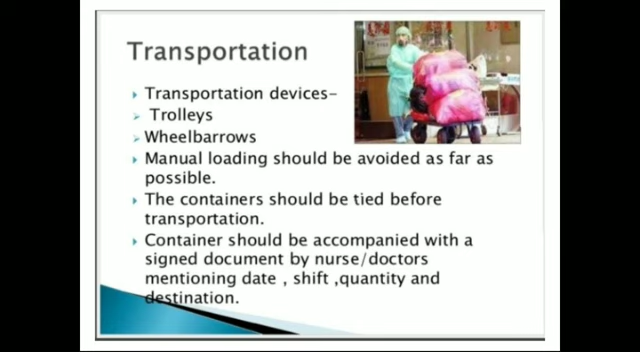 Transportation
Transportation devices-
Trolleys
Wheelbarrows
Manual loading should be avoided as far as
possible.
The containers should be tied before
transportation.
Container should be accompanied with a
signed document by nurse/doctors
mentioning date , shift ,quantity and
destination.